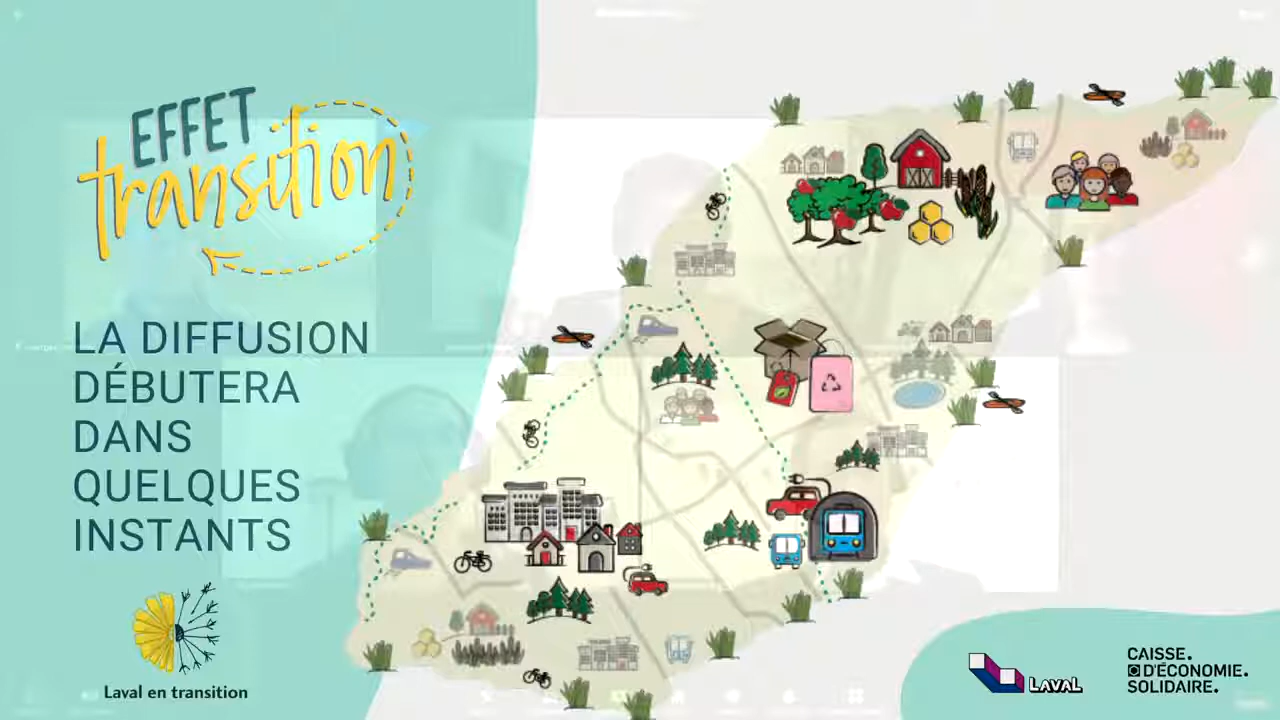 EFFET
transition
LA DIFFUSION
DÉBUTERA
DANS
QUELQUES
INSTANTS
Laval en transition
LAVAL
CAISSE.
D'ÉCONOMIE.
SOLIDAIRE.